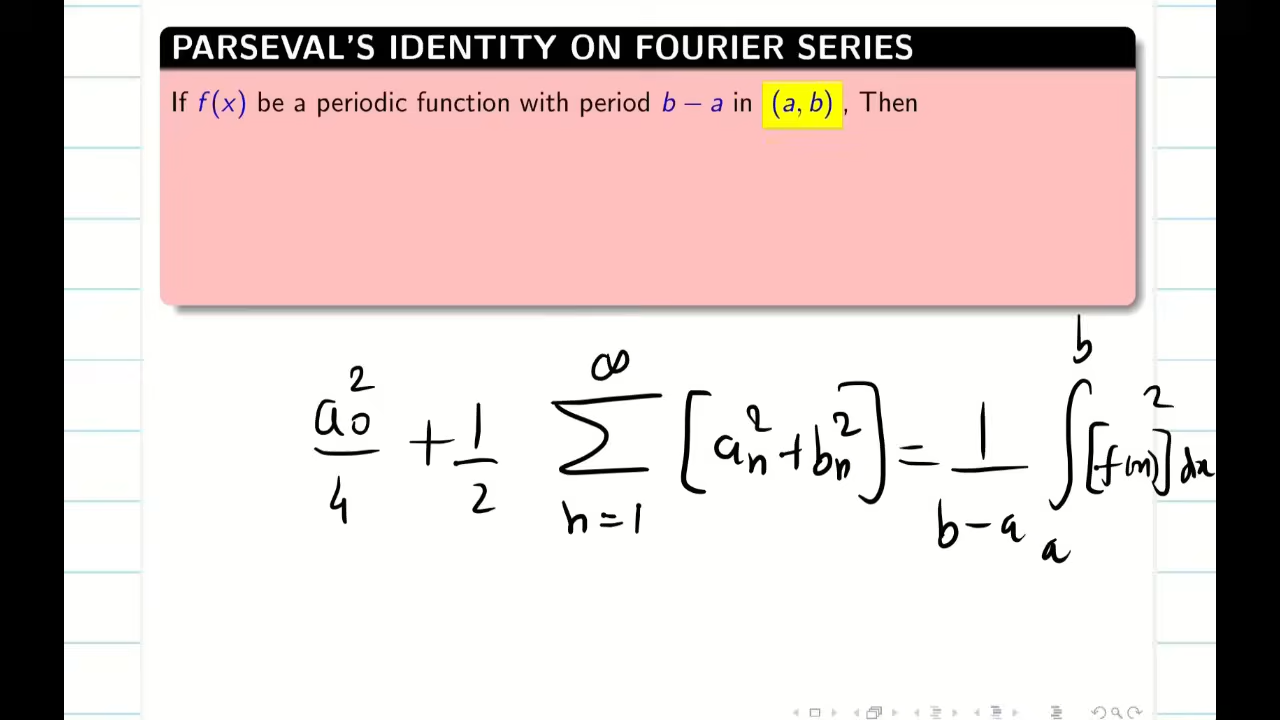 PARSEVAL'S IDENTITY ON FOURIER SERIES
If f(x) be a periodic function with period b − a in (a, b) , Then
a₀²/4 + 1/2 ∑_{n=1}^{∞} [aₙ² + bₙ²] = 1/(b−a) ∫_a^b [f(x)]² dx